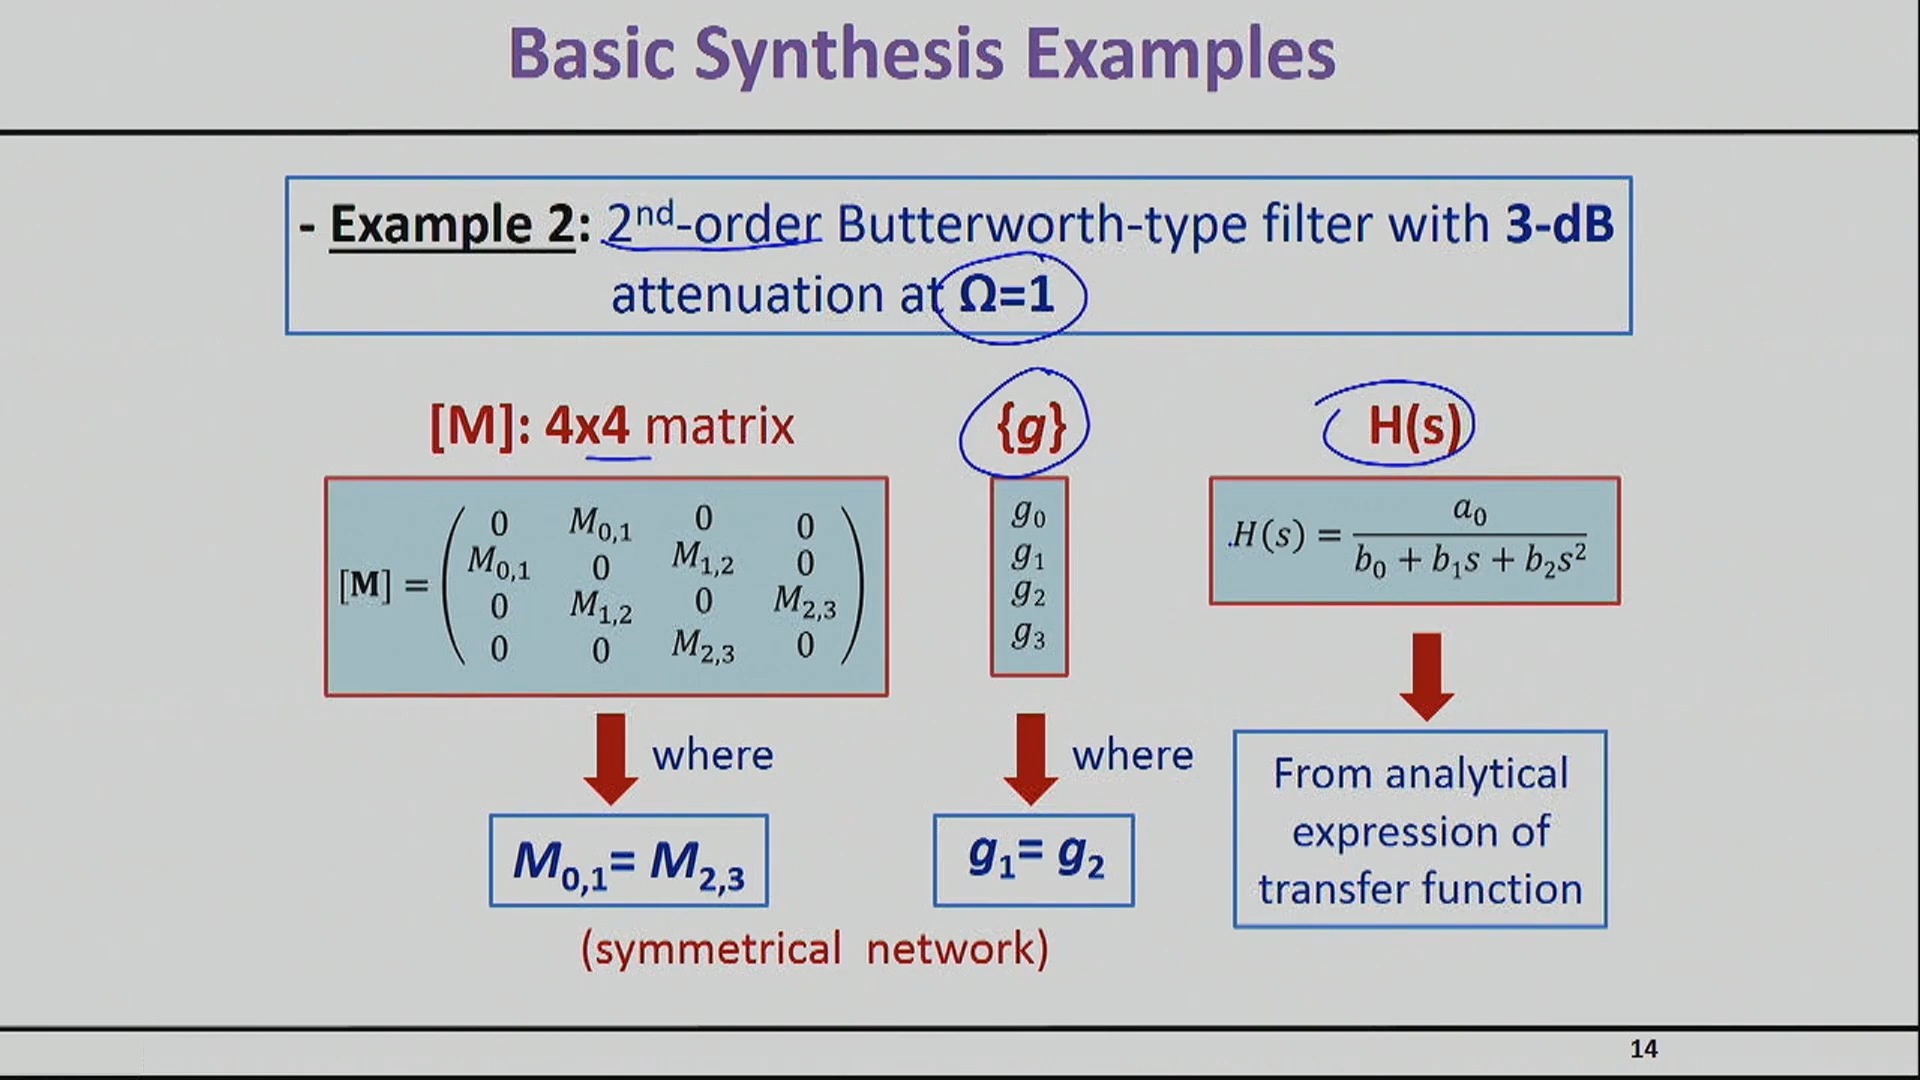 Basic Synthesis Examples
- Example 2: 2nd-order Butterworth-type filter with 3-dB
attenuation at Ω=1
[M]: 4x4 matrix
{g}
H(s)
[M] =
0 M0,1 0 0
M0,1 0 M1,2 0
0 M1,2 0 M2,3
0 0 M2,3 0
g0
g1
g2
g3
H(s) = a0 / b0 + b1s + b2s²
where
where
M0,1= M2,3
g1= g2
From analytical
expression of
transfer function
(symmetrical network)
14